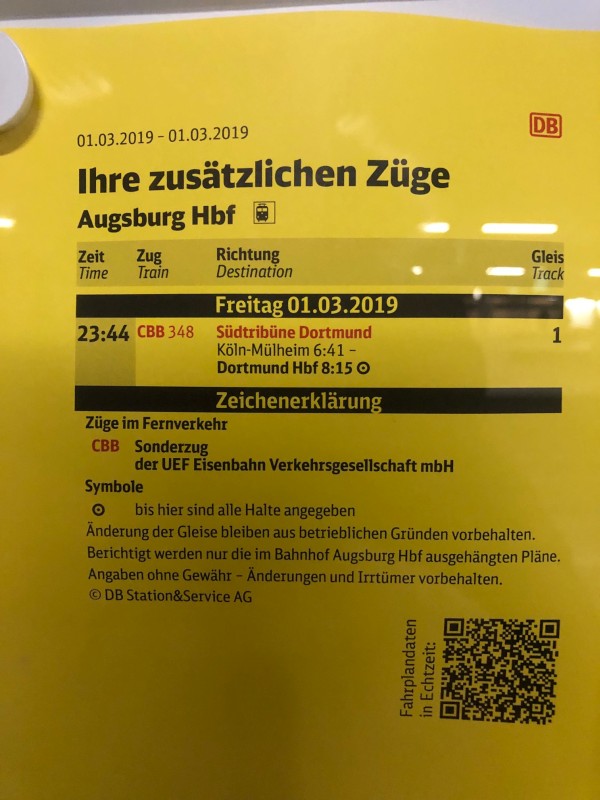 01.03.2019 - 01.03.2019
DB
Ihre zusätzlichen Züge
Augsburg Hbf
Zeit Zug Richtung Gleis
Time Train Destination Track
Freitag 01.03.2019
23:44 CBB 348 Südtribüne Dortmund 1
Köln-Mülheim 6:41 –
Dortmund Hbf 8:15
Zeichenerklärung
Züge im Fernverkehr
CBB Sonderzug
der UEF Eisenbahn Verkehrsgesellschaft mbH
Symbole
bis hier sind alle Halte angegeben
Änderung der Gleise bleiben aus betrieblichen Gründen vorbehalten.
Berichtigt werden nur die im Bahnhof Augsburg Hbf ausgehängten Pläne.
Angaben ohne Gewähr – Änderungen und Irrtümer vorbehalten.
© DB Station&Service AG
Fahrplandaten
in Echtzeit: